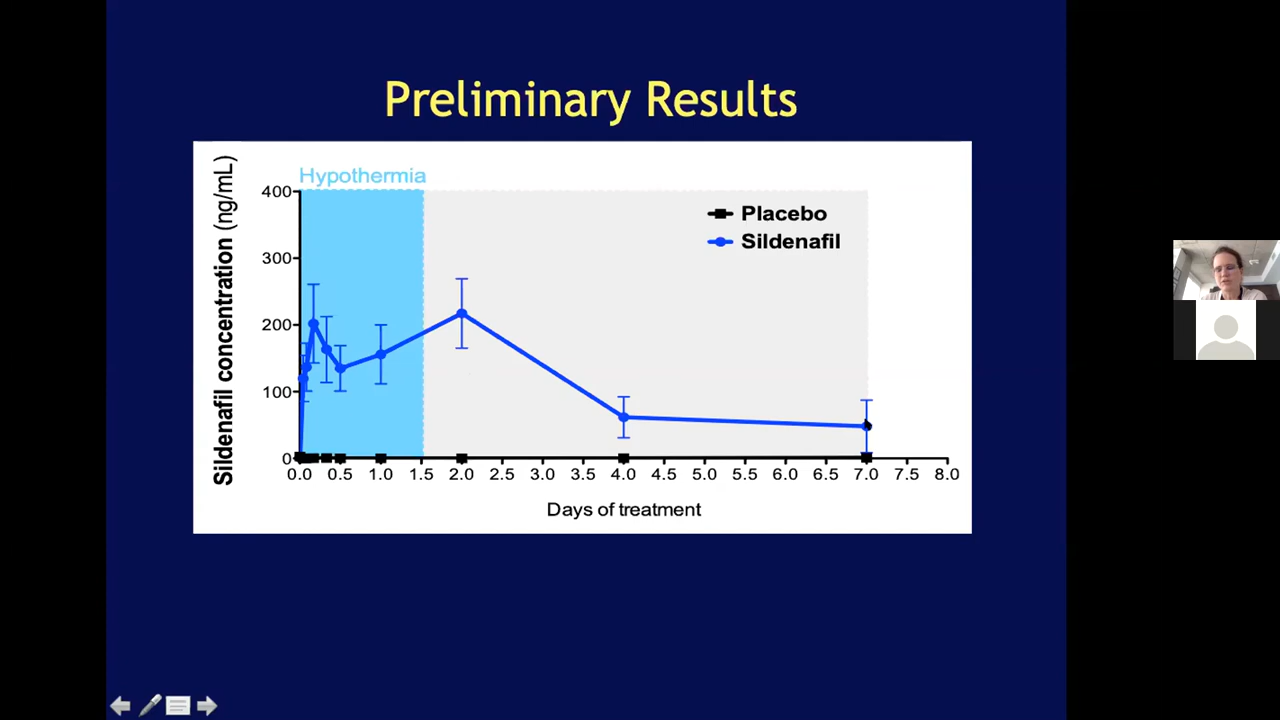 Preliminary Results
Hypothermia
Sildenafil concentration (ng/mL)
400
300
200
100
0
Placebo
Sildenafil
0.0 0.5 1.0 1.5 2.0 2.5 3.0 3.5 4.0 4.5 5.0 5.5 6.0 6.5 7.0 7.5 8.0
Days of treatment